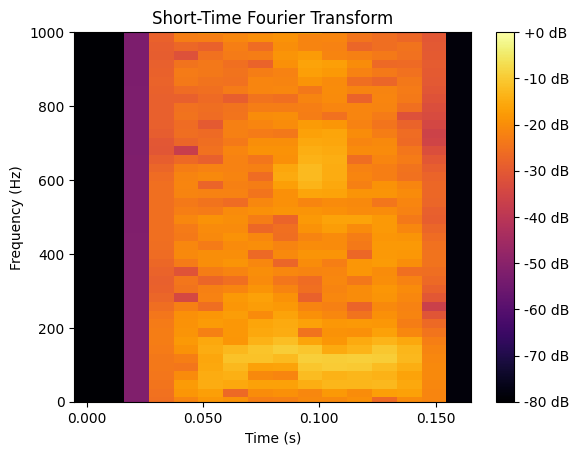 Short-Time Fourier Transform
1000
800
600
400
200
0
Frequency (Hz)
0.000
0.050
0.100
0.150
Time (s)
+0 dB
-10 dB
-20 dB
-30 dB
-40 dB
-50 dB
-60 dB
-70 dB
-80 dB